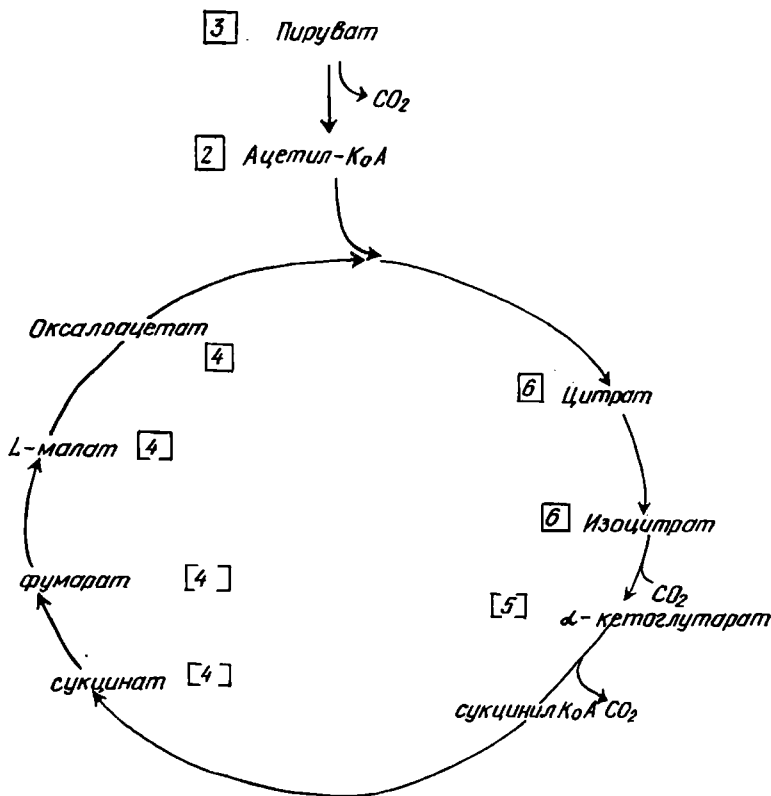 3 Пируват
CO₂
2 Ацетил-КоА
Оксалоацетат
4
6 Цитрат
L-малат [4]
6 Изоцитрат
фумарат [4]
CO₂
[5] α-кетоглутарат
сукцинат [4]
сукцинил КоА CO₂